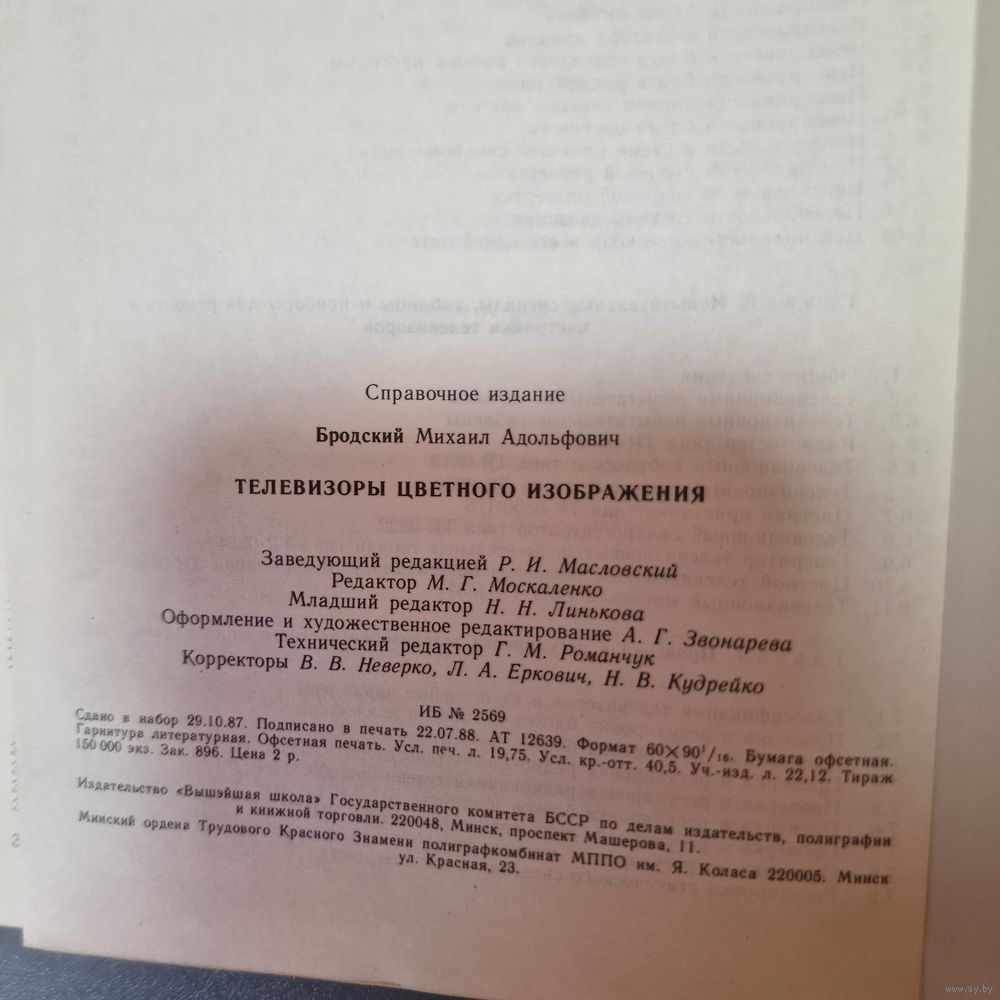 Справочное издание
Бродский Михаил Адольфович
ТЕЛЕВИЗОРЫ ЦВЕТНОГО ИЗОБРАЖЕНИЯ
Заведующий редакцией Р. И. Масловский
Редактор М. Г. Москаленко
Младший редактор Н. Н. Линькова
Оформление и художественное редактирование А. Г. Звонарева
Технический редактор Г. М. Романчук
Корректоры В. В. Неверко, Л. А. Еркович, Н. В. Кудрейко
ИБ № 2569
Сдано в набор 29.10.87. Подписано в печать 22.07.88. АТ 12639. Формат 60×90¹/₁₆. Бумага офсетная.
Гарнитура литературная. Офсетная печать. Усл. печ. л. 19,75. Усл. кр.-отт. 40,5. Уч.-изд. л. 22,12. Тираж
150 000 экз. Зак. 896. Цена 2 р.
Издательство «Вышэйшая школа» Государственного комитета БССР по делам издательств, полиграфии
и книжной торговли. 220048, Минск, проспект Машерова, 11.
Минский ордена Трудового Красного Знамени полиграфкомбинат МППО им. Я. Коласа 220005. Минск
ул. Красная, 23.
www.ay.by